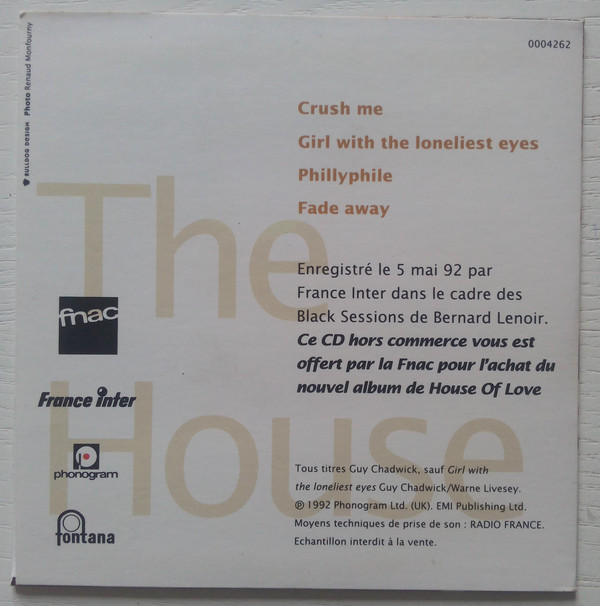 BULLDOG DESIGN Photo Renaud Monfourny
0004262
Crush me
Girl with the loneliest eyes
Phillyphile
Fade away
The
House
Enregistré le 5 mai 92 par
France Inter dans le cadre des
Black Sessions de Bernard Lenoir.
Ce CD hors commerce vous est
offert par la Fnac pour l'achat du
nouvel album de House Of Love
fnac
France Inter
phonogram
fontana
Tous titres Guy Chadwick, sauf Girl with
the loneliest eyes Guy Chadwick/Warne Livesey.
℗ 1992 Phonogram Ltd. (UK). EMI Publishing Ltd.
Moyens techniques de prise de son : RADIO FRANCE.
Echantillon interdit à la vente.